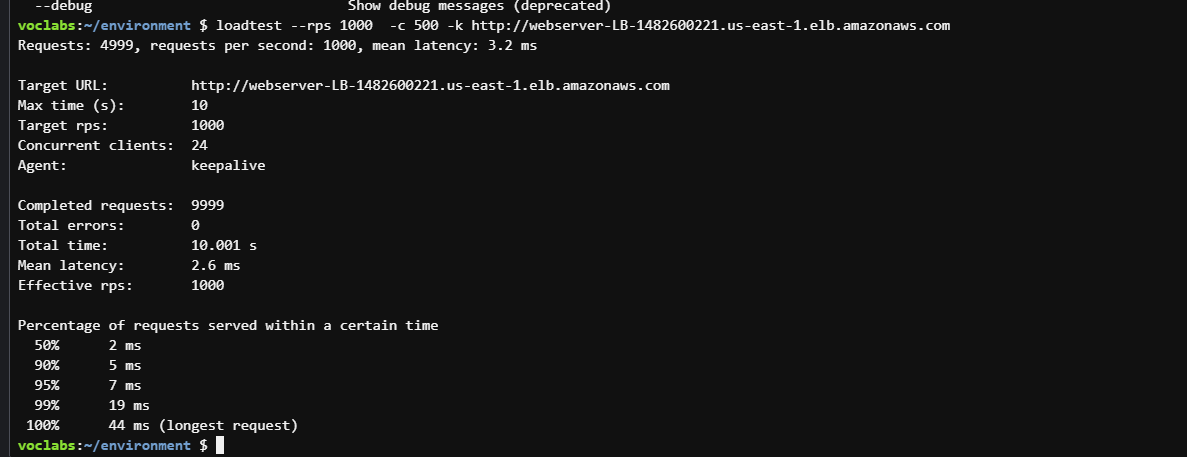 --debug Show debug messages (deprecated)
voclabs:~/environment $ loadtest --rps 1000 -c 500 -k http://webserver-LB-1482600221.us-east-1.elb.amazonaws.com
Requests: 4999, requests per second: 1000, mean latency: 3.2 ms
Target URL: http://webserver-LB-1482600221.us-east-1.elb.amazonaws.com
Max time (s): 10
Target rps: 1000
Concurrent clients: 24
Agent: keepalive
Completed requests: 9999
Total errors: 0
Total time: 10.001 s
Mean latency: 2.6 ms
Effective rps: 1000
Percentage of requests served within a certain time
50% 2 ms
90% 5 ms
95% 7 ms
99% 19 ms
100% 44 ms (longest request)
voclabs:~/environment $